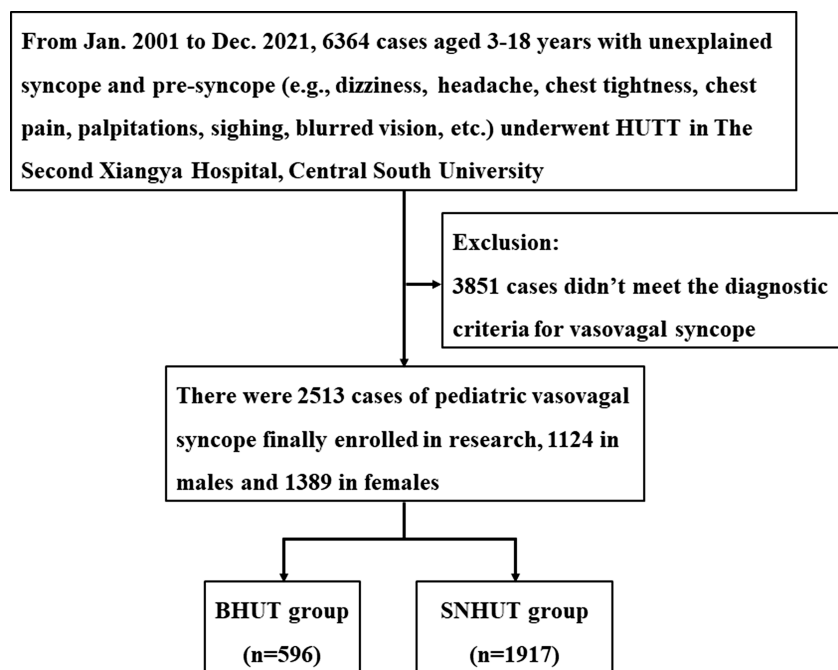 From Jan. 2001 to Dec. 2021, 6364 cases aged 3-18 years with unexplained
syncope and pre-syncope (e.g., dizziness, headache, chest tightness, chest
pain, palpitations, sighing, blurred vision, etc.) underwent HUTT in The
Second Xiangya Hospital, Central South University
Exclusion:
3851 cases didn't meet the diagnostic
criteria for vasovagal syncope
There were 2513 cases of pediatric vasovagal
syncope finally enrolled in research, 1124 in
males and 1389 in females
BHUT group
(n=596)
SNHUT group
(n=1917)